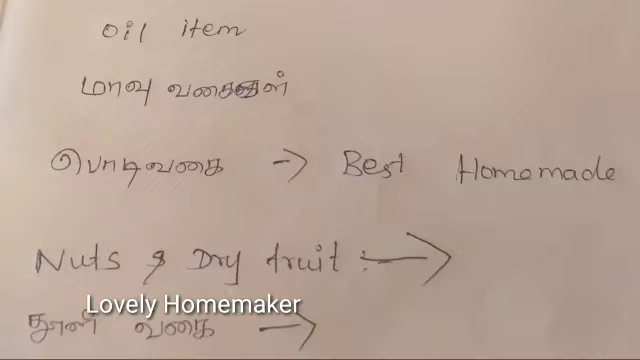 oil item
மாவு வகைகள்
பொடிவகை -> Best Homemade
Nuts & Dry fruit : ->
Lovely Homemaker
வகை ->